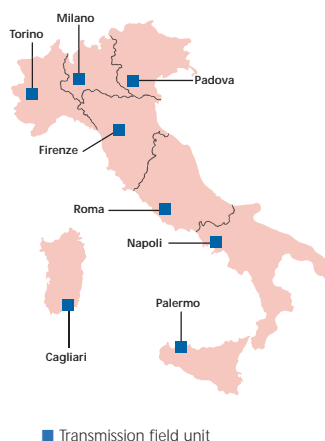 Milano
Torino
Padova
Firenze
Roma
Napoli
Palermo
Cagliari
Transmission field unit